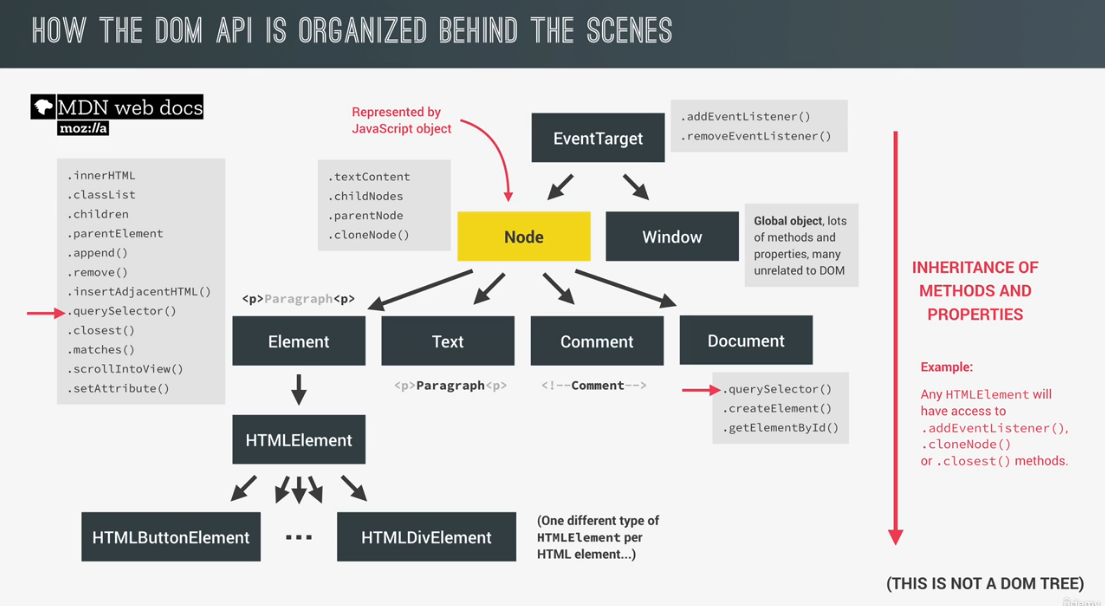 HOW THE DOM API IS ORGANIZED BEHIND THE SCENES
MDN web docs
moz://a
Represented by
JavaScript object
EventTarget
.addEventListener()
.removeEventListener()
.innerHTML
.classList
.children
.parentElement
.append()
.remove()
.insertAdjacentHTML()
.querySelector()
.closest()
.matches()
.scrollIntoView()
.setAttribute()
.textContent
.childNodes
.parentNode
.cloneNode()
Node
Window
Global object, lots
of methods and
properties, many
unrelated to DOM
<p>Paragraph<p>
Element
Text
Comment
Document
<p>Paragraph<p>
<!--Comment-->
.querySelector()
.createElement()
.getElementById()
HTMLElement
HTMLButtonElement
...
HTMLDivElement
(One different type of
HTMLElement per
HTML element...)
INHERITANCE OF
METHODS AND
PROPERTIES
Example:
Any HTMLElement will
have access to
.addEventListener(),
.cloneNode()
or .closest() methods.
(THIS IS NOT A DOM TREE)